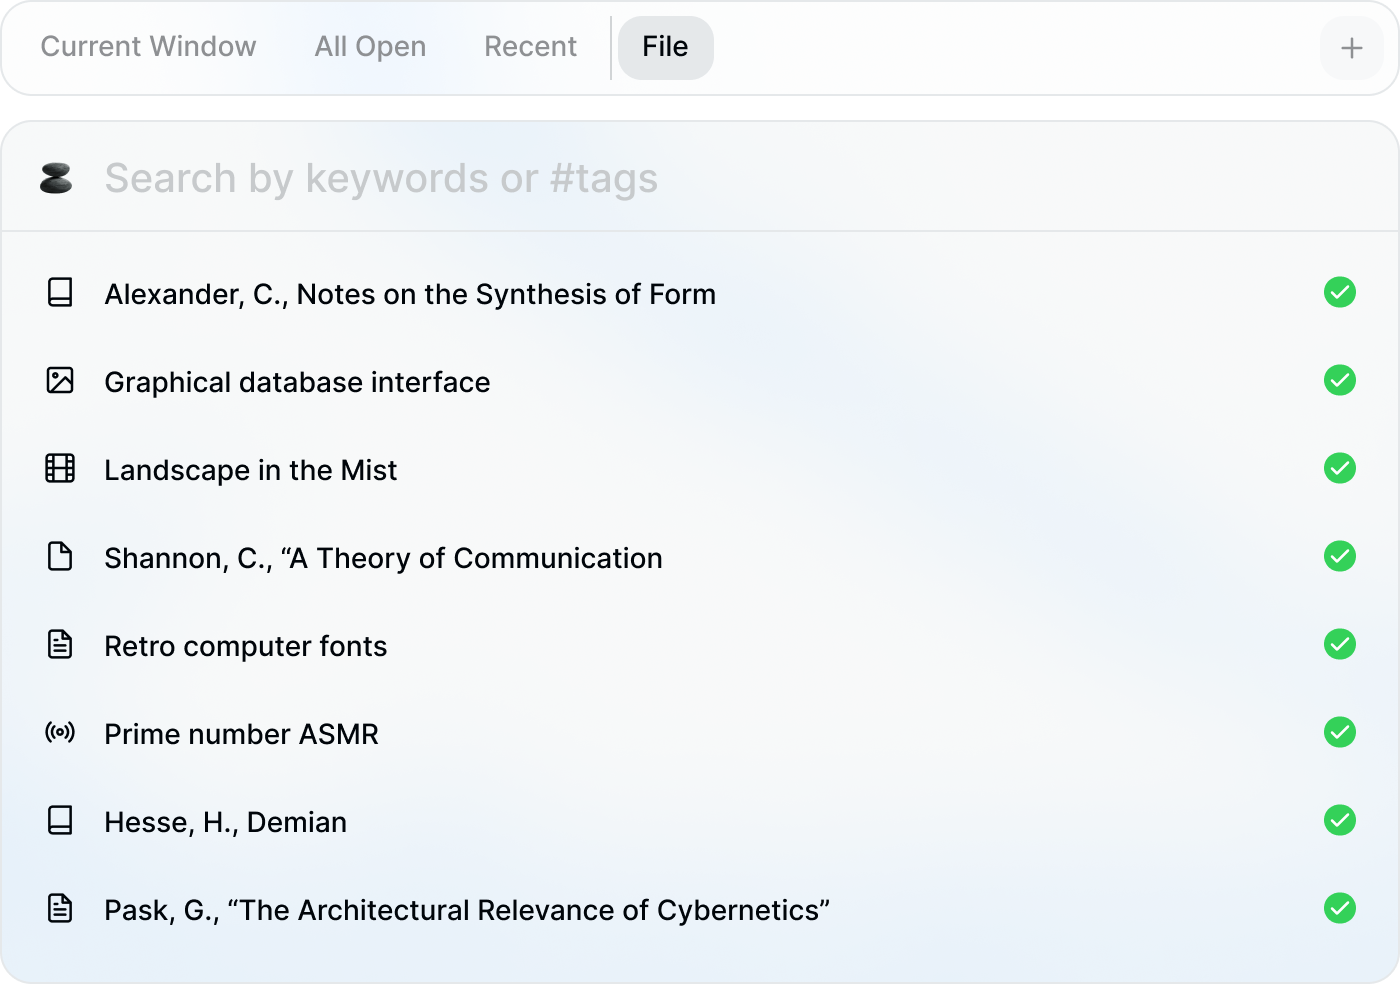 Current Window
All Open
Recent
File
Search by keywords or #tags
Alexander, C., Notes on the Synthesis of Form
Graphical database interface
Landscape in the Mist
Shannon, C., “A Theory of Communication
Retro computer fonts
Prime number ASMR
Hesse, H., Demian
Pask, G., “The Architectural Relevance of Cybernetics”